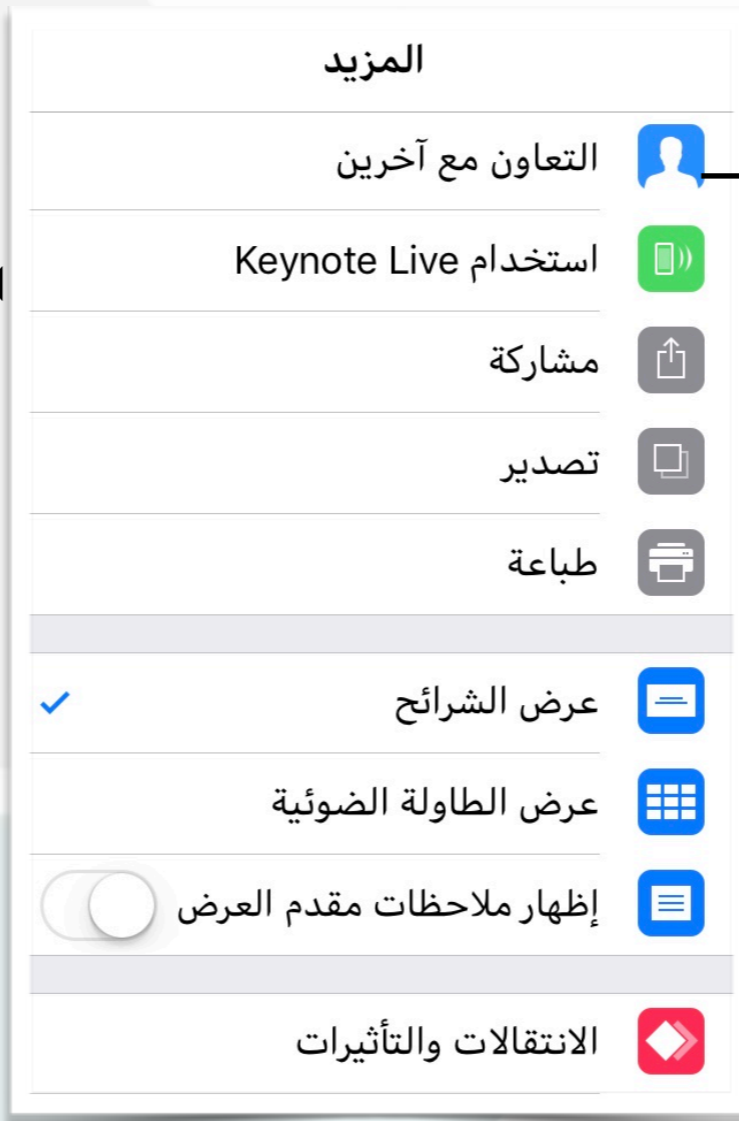 المزيد
التعاون مع آخرين
استخدام Keynote Live
مشاركة
تصدير
طباعة
عرض الشرائح
عرض الطاولة الضوئية
إظهار ملاحظات مقدم العرض
الانتقالات والتأثيرات